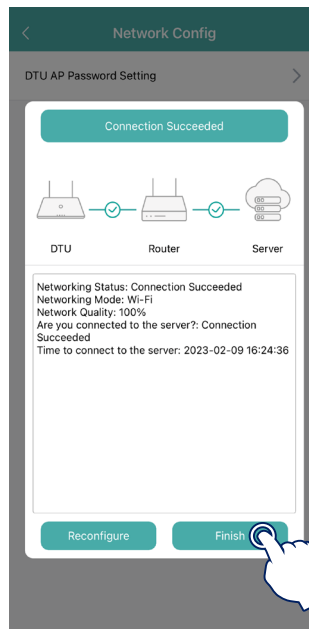 Network Config
DTU AP Password Setting
Connection Succeeded
DTU Router Server
Networking Status: Connection Succeeded
Networking Mode: Wi-Fi
Network Quality: 100%
Are you connected to the server?: Connection
Succeeded
Time to connect to the server: 2023-02-09 16:24:36
Reconfigure Finish